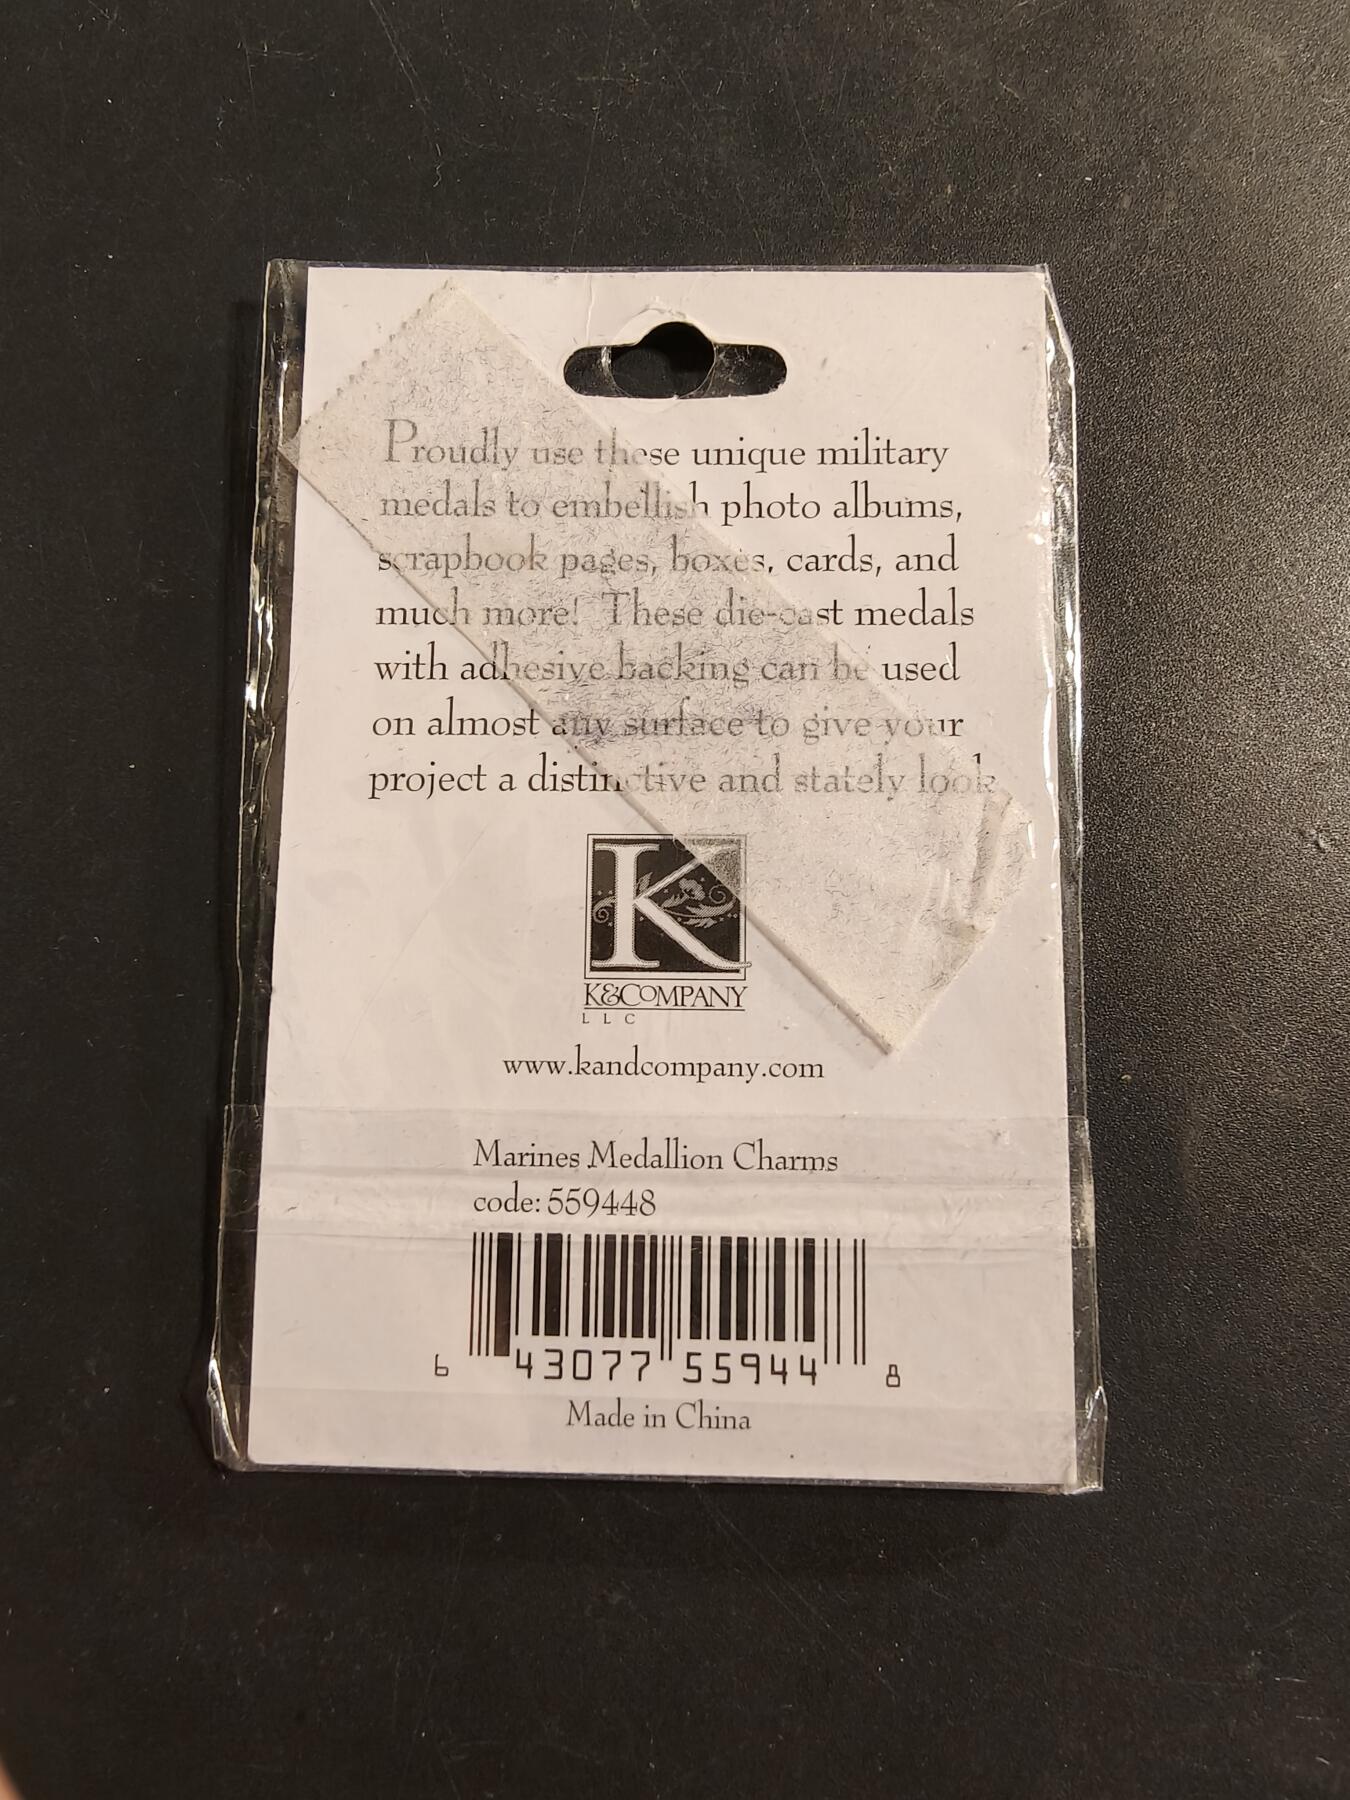 Proudly use these unique military
medals to embellish photo albums,
scrapbook pages, boxes, cards, and
much more! These die-cast medals
with adhesive backing can be used
on almost any surface to give your
project a distinctive and stately look
K
K&COMPANY
LLC
www.kandcompany.com
Marines Medallion Charms
code: 559448
6 43077 55944 8
Made in China